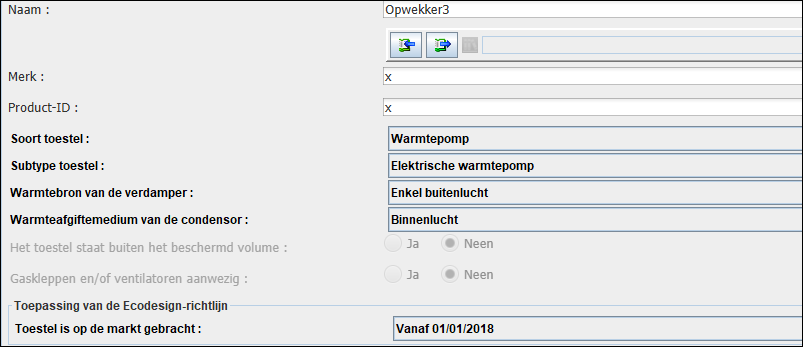 Naam : Opwekker3
Merk : x
Product-ID : x
Soort toestel : Warmtepomp
Subtype toestel : Elektrische warmtepomp
Warmtebron van de verdamper : Enkel buitenlucht
Warmteafgiftemedium van de condensor : Binnenlucht
Het toestel staat buiten het beschermd volume : Ja Neen
Gaskleppen en/of ventilatoren aanwezig : Ja Neen
Toepassing van de Ecodesign-richtlijn
Toestel is op de markt gebracht : Vanaf 01/01/2018